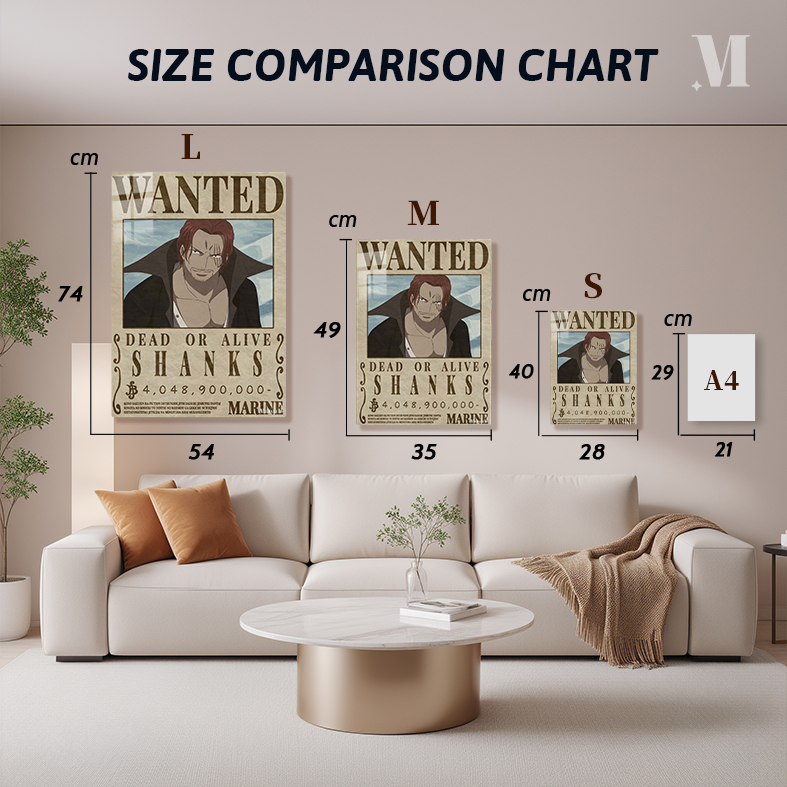 SIZE COMPARISON CHART
M
L
cm
74
54
WANTED
DEAD OR ALIVE
SHANKS
4,048,900,000-
MARINE
M
cm
49
35
WANTED
DEAD OR ALIVE
SHANKS
4,048,900,000-
MARINE
S
cm
40
28
WANTED
DEAD OR ALIVE
SHANKS
4,048,900,000-
MARINE
cm
29
21
A4